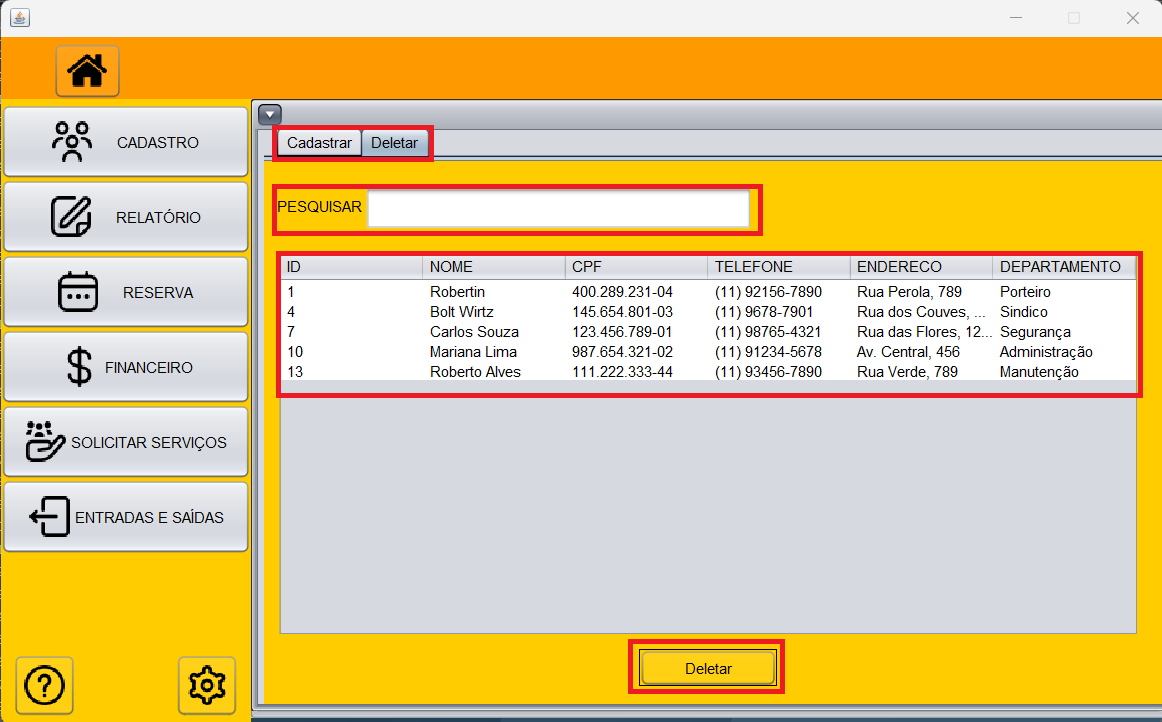 CADASTRO
RELATÓRIO
RESERVA
FINANCEIRO
SOLICITAR SERVIÇOS
ENTRADAS E SAÍDAS
Cadastrar Deletar
PESQUISAR
ID NOME CPF TELEFONE ENDERECO DEPARTAMENTO
1 Robertin 400.289.231-04 (11) 92156-7890 Rua Perola, 789 Porteiro
4 Bolt Wirtz 145.654.801-03 (11) 9678-7901 Rua dos Couves, ... Sindico
7 Carlos Souza 123.456.789-01 (11) 98765-4321 Rua das Flores, 12... Segurança
10 Mariana Lima 987.654.321-02 (11) 91234-5678 Av. Central, 456 Administração
13 Roberto Alves 111.222.333-44 (11) 93456-7890 Rua Verde, 789 Manutenção
Deletar